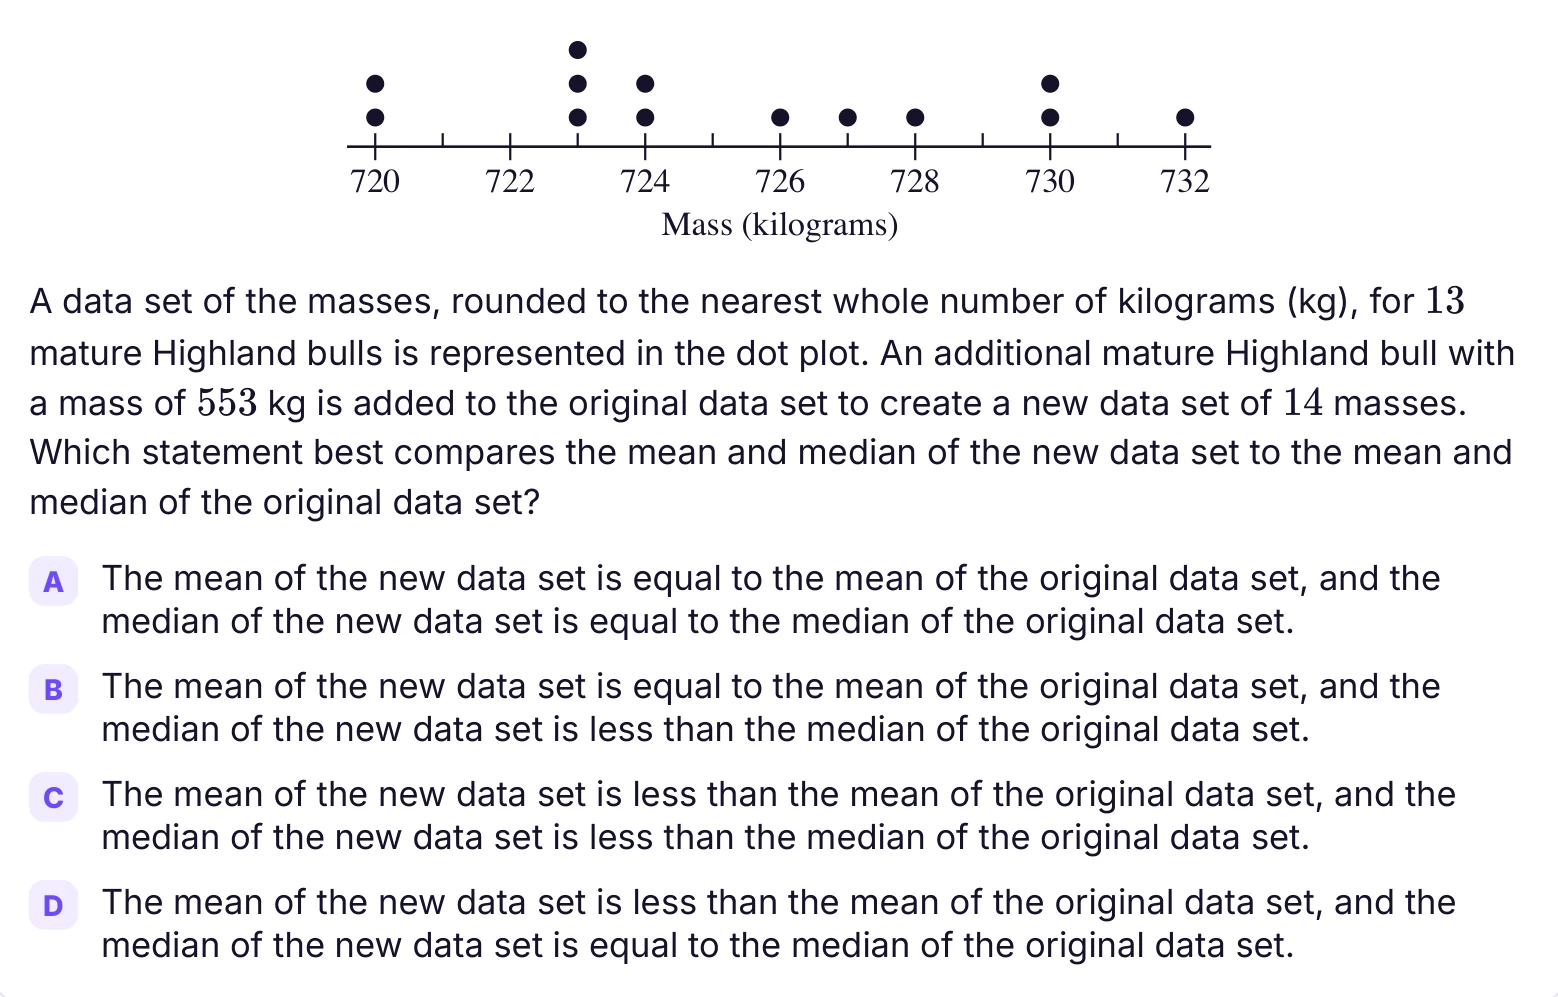 720 722 724 726 728 730 732
Mass (kilograms)
A data set of the masses, rounded to the nearest whole number of kilograms (kg), for 13
mature Highland bulls is represented in the dot plot. An additional mature Highland bull with
a mass of 553 kg is added to the original data set to create a new data set of 14 masses.
Which statement best compares the mean and median of the new data set to the mean and
median of the original data set?
A The mean of the new data set is equal to the mean of the original data set, and the
median of the new data set is equal to the median of the original data set.
B The mean of the new data set is equal to the mean of the original data set, and the
median of the new data set is less than the median of the original data set.
C The mean of the new data set is less than the mean of the original data set, and the
median of the new data set is less than the median of the original data set.
D The mean of the new data set is less than the mean of the original data set, and the
median of the new data set is equal to the median of the original data set.